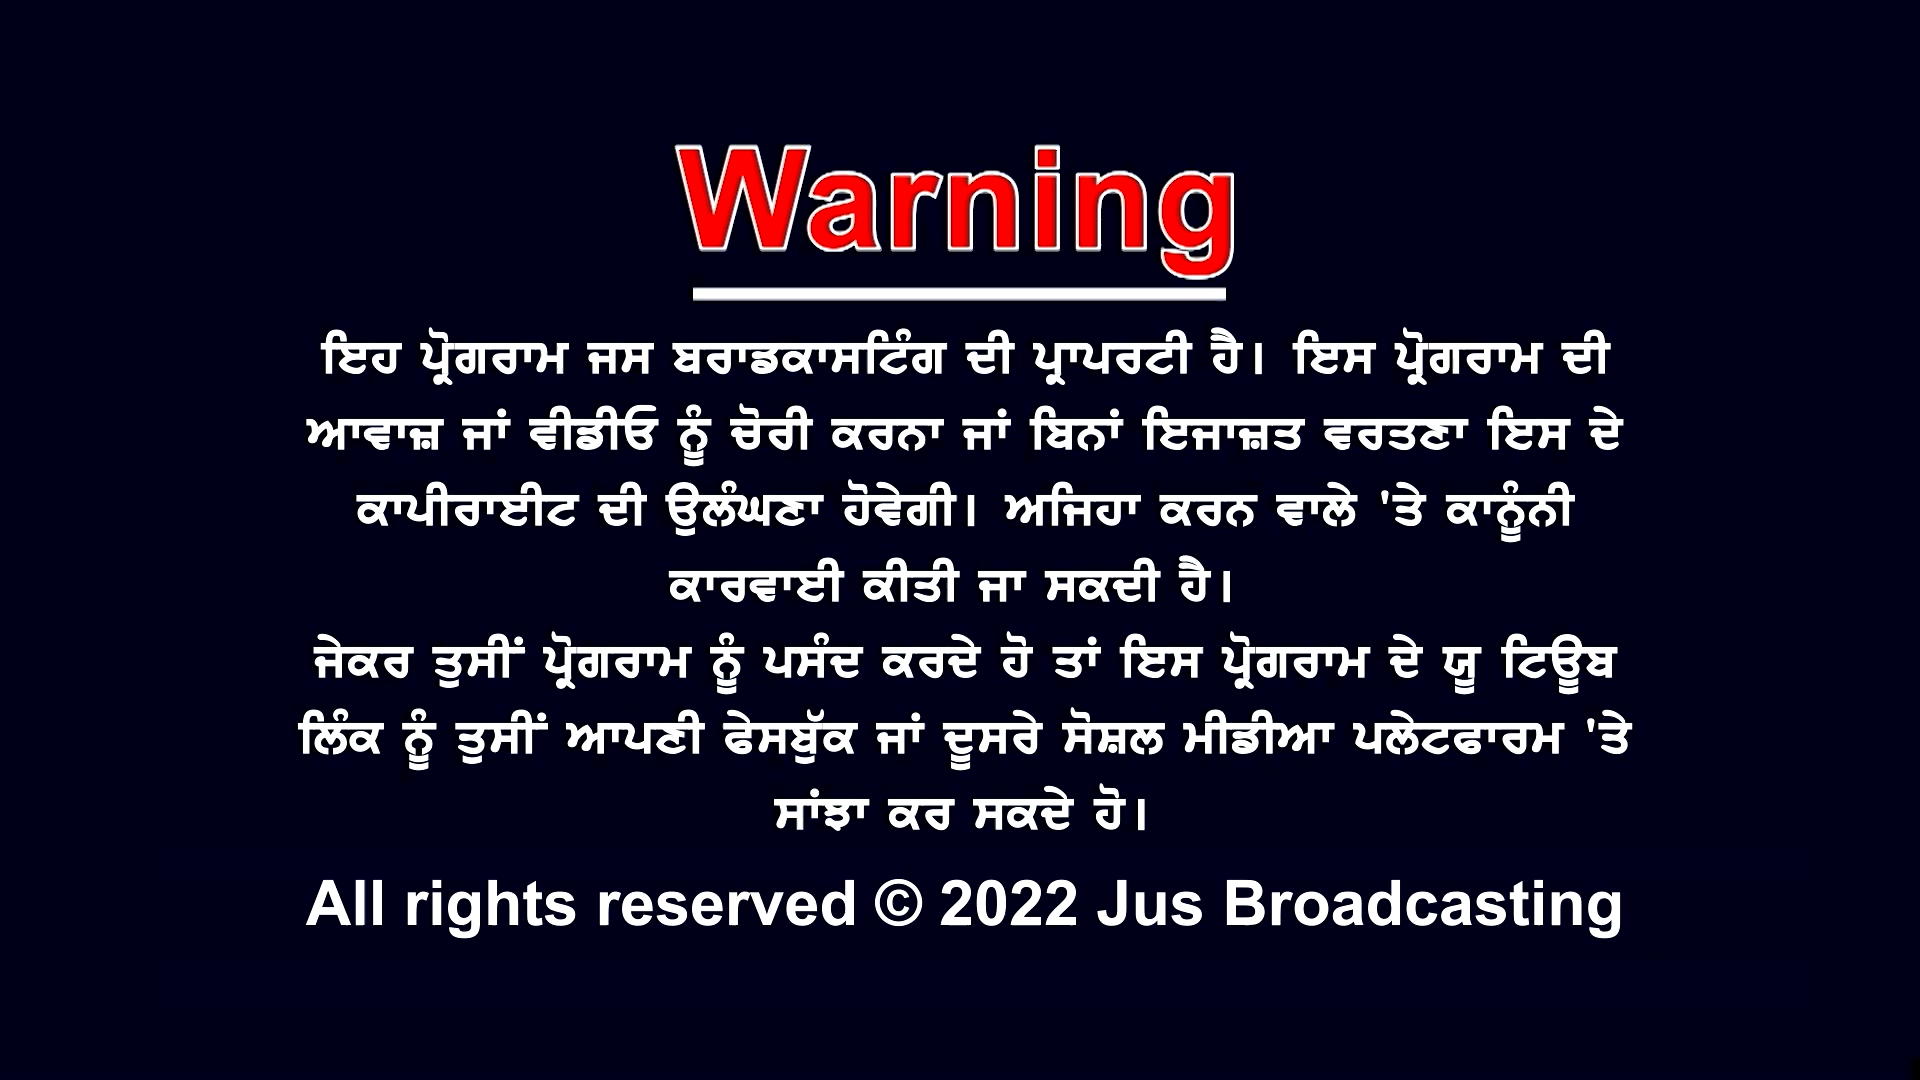 Warning
ਇਹ ਪ੍ਰੋਗਰਾਮ ਜਸ ਬਰਾਡਕਾਸਟਿੰਗ ਦੀ ਪ੍ਰਾਪਰਟੀ ਹੈ। ਇਸ ਪ੍ਰੋਗਰਾਮ ਦੀ
ਆਵਾਜ਼ ਜਾਂ ਵੀਡੀਓ ਨੂੰ ਚੋਰੀ ਕਰਨਾ ਜਾਂ ਬਿਨਾਂ ਇਜਾਜ਼ਤ ਵਰਤਣਾ ਇਸ ਦੇ
ਕਾਪੀਰਾਈਟ ਦੀ ਉਲੰਘਣਾ ਹੋਵੇਗੀ। ਅਜਿਹਾ ਕਰਨ ਵਾਲੇ 'ਤੇ ਕਾਨੂੰਨੀ
ਕਾਰਵਾਈ ਕੀਤੀ ਜਾ ਸਕਦੀ ਹੈ।
ਜੇਕਰ ਤੁਸੀਂ ਪ੍ਰੋਗਰਾਮ ਨੂੰ ਪਸੰਦ ਕਰਦੇ ਹੋ ਤਾਂ ਇਸ ਪ੍ਰੋਗਰਾਮ ਦੇ ਯੂ ਟਿਊਬ
ਲਿੰਕ ਨੂੰ ਤੁਸੀਂ ਆਪਣੀ ਫੇਸਬੁੱਕ ਜਾਂ ਦੂਸਰੇ ਸੋਸ਼ਲ ਮੀਡੀਆ ਪਲੇਟਫਾਰਮ 'ਤੇ
ਸਾਂਝਾ ਕਰ ਸਕਦੇ ਹੋ।
All rights reserved © 2022 Jus Broadcasting